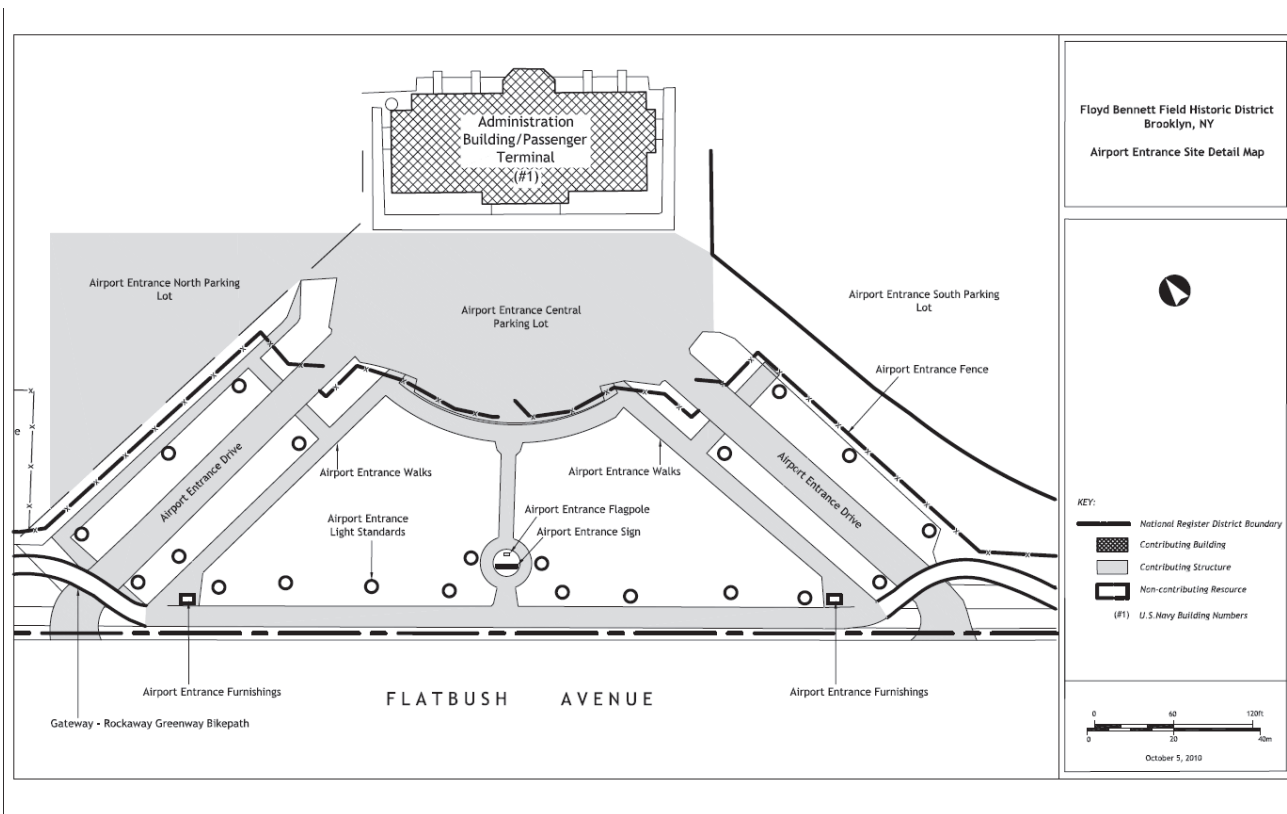 Administration
Building/Passenger
Terminal
(#1)
Airport Entrance North Parking
Lot
Airport Entrance Central
Parking Lot
Airport Entrance South Parking
Lot
Airport Entrance Fence
Airport Entrance Drive
Airport Entrance Walks
Airport Entrance Walks
Airport Entrance Drive
Airport Entrance
Light Standards
Airport Entrance Flagpole
Airport Entrance Sign
Airport Entrance Furnishings
Airport Entrance Furnishings
FLATBUSH AVENUE
Gateway - Rockaway Greenway Bikepath
Floyd Bennett Field Historic District
Brooklyn, NY
Airport Entrance Site Detail Map
KEY:
National Register District Boundary
Contributing Building
Contributing Structure
Non-contributing Resource
(#1) U.S.Navy Building Numbers
0 60 120ft
0 20 40m
October 5, 2010